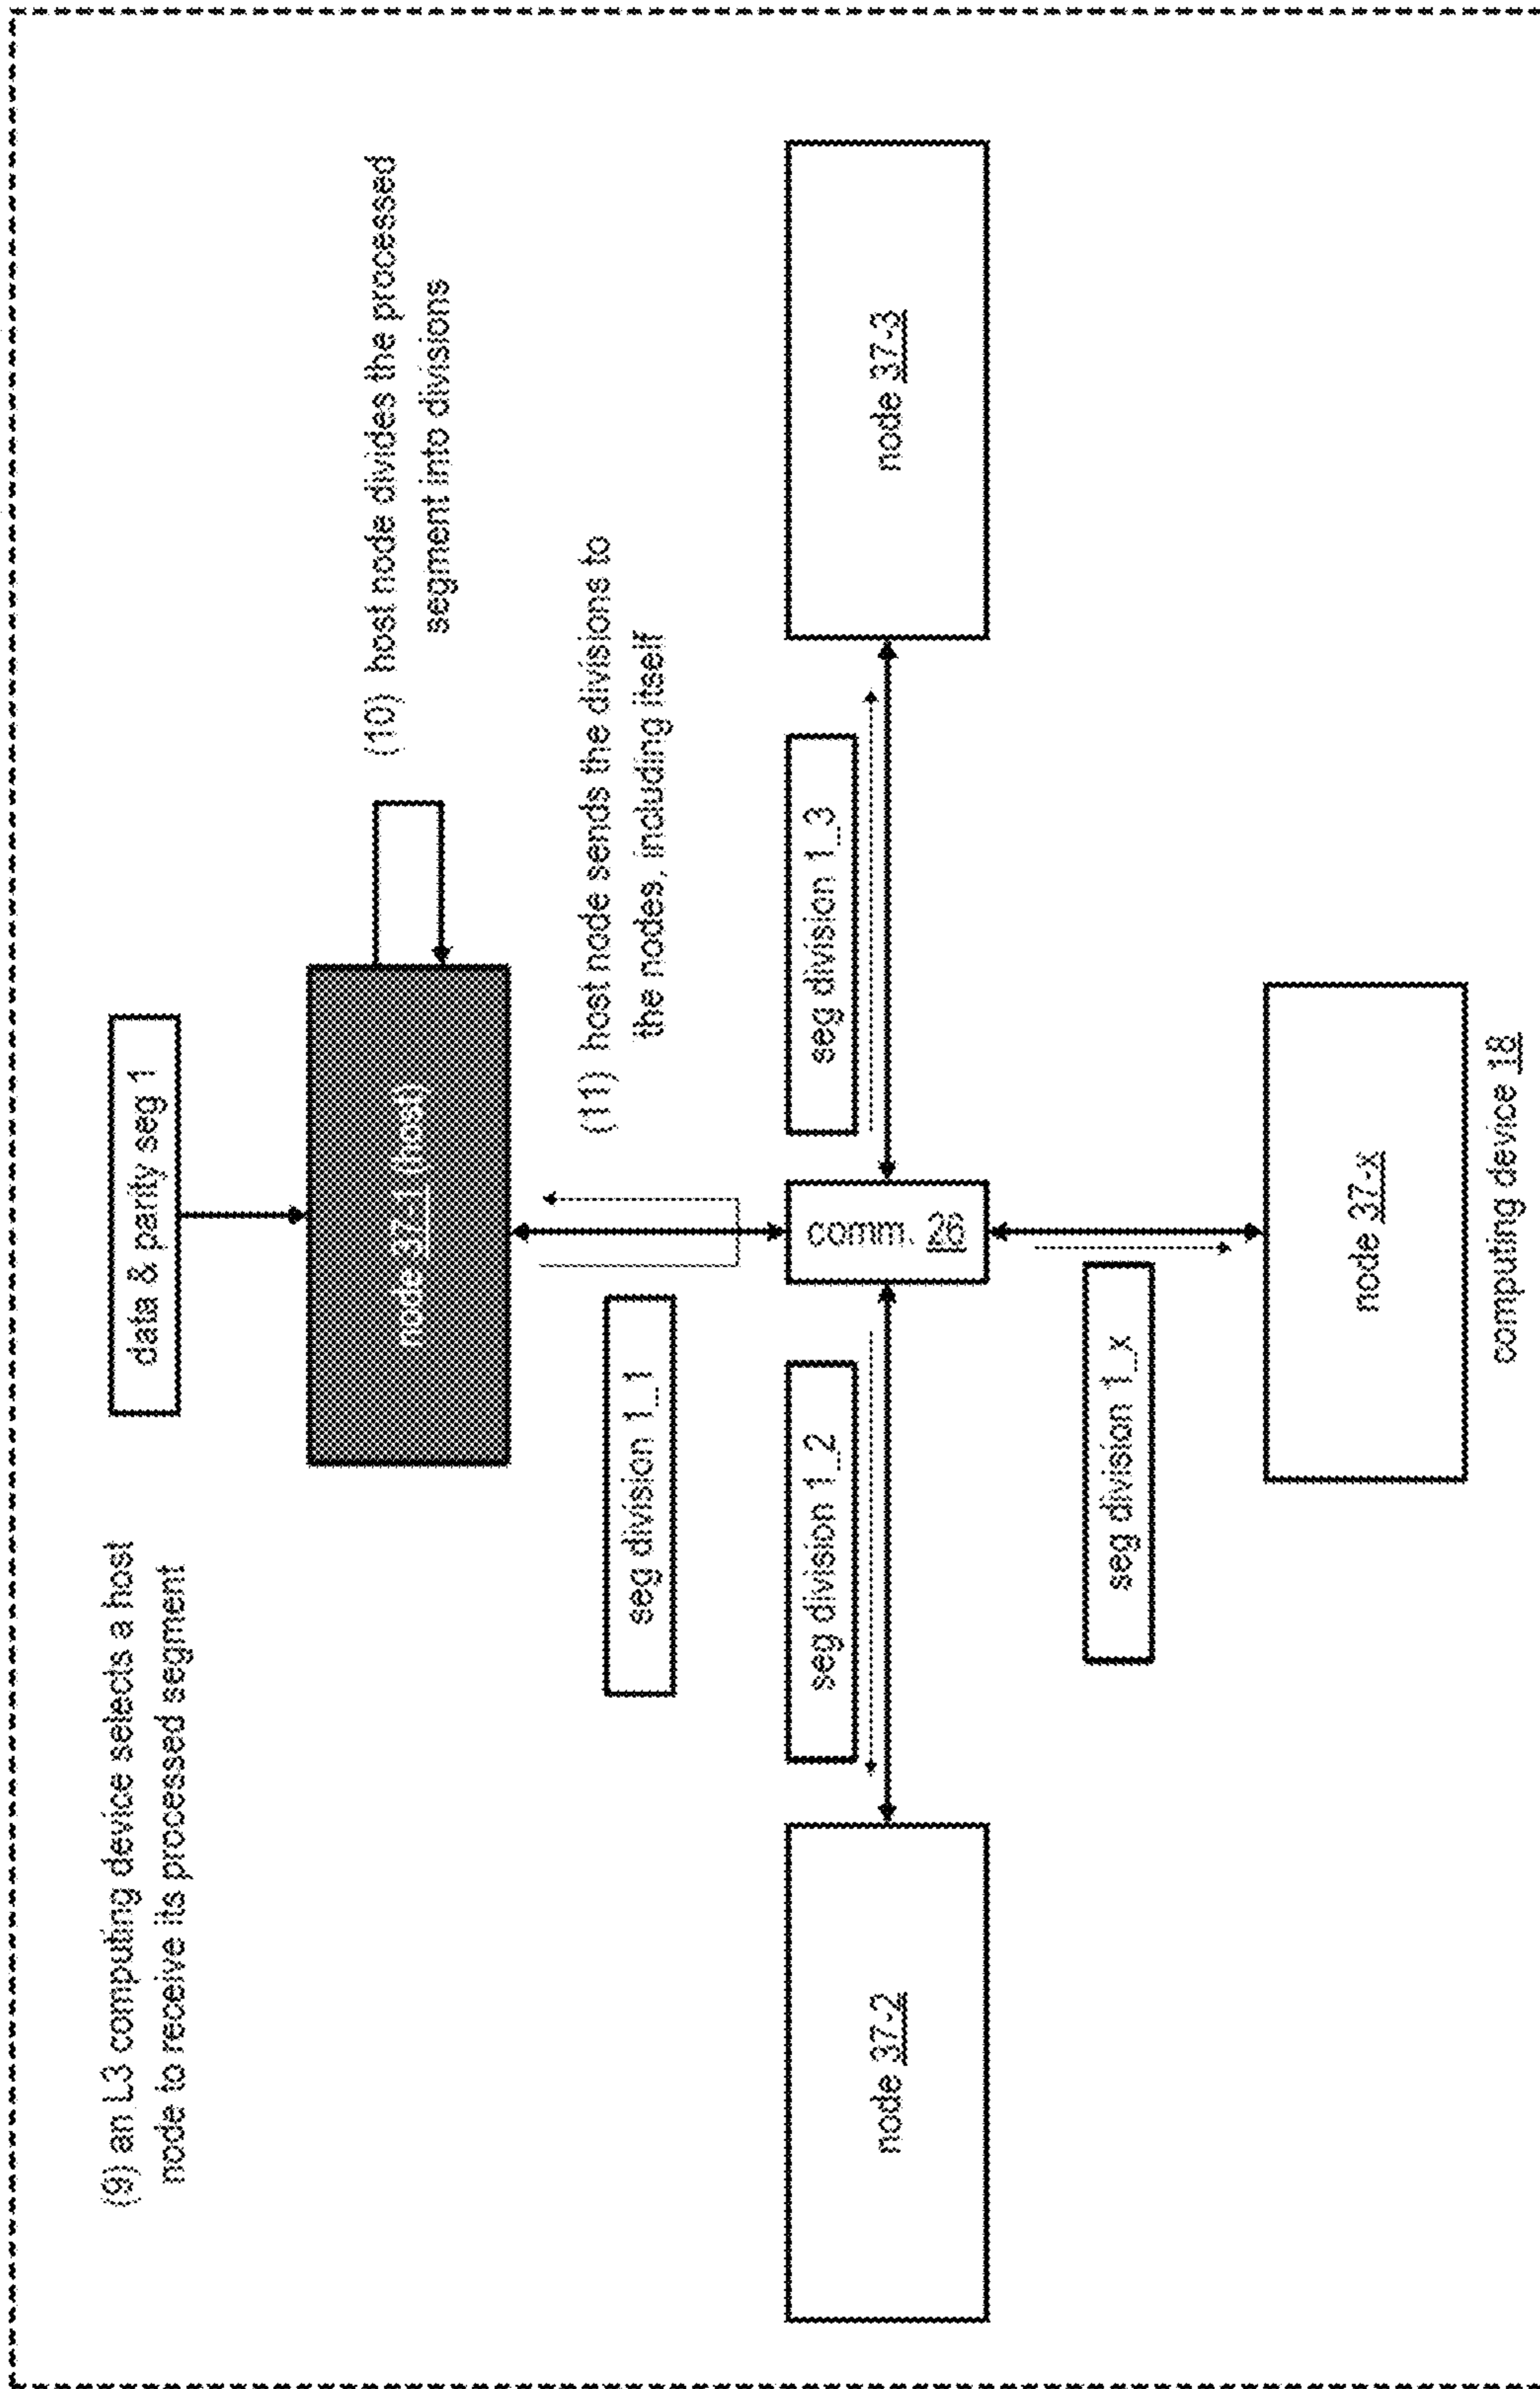 (9) an L3 computing device selects a host
node to receive its processed segment
data & parity seg 1
node 37-1 (host)
(10) host node divides the processed
segment into divisions
(11) host node sends the divisions to
the nodes, including itself
seg division 1_1
seg division 1_2
seg division 1_3
node 37-2
comm. 26
node 37-3
seg division 1_x
node 37-x
computing device 18